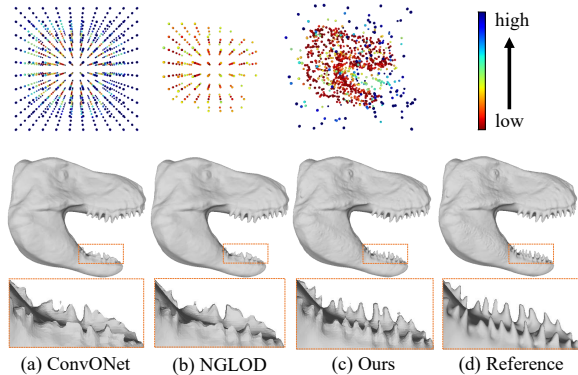 high
low
(a) ConvONet
(b) NGLOD
(c) Ours
(d) Reference